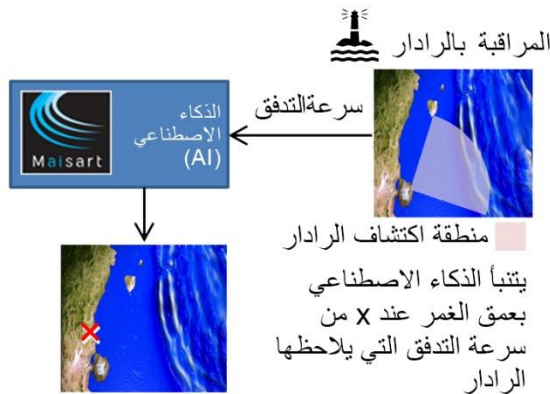 المراقبة بالرادار
سرعةالتدفق
الذكاء
الاصطناعي
(AI)
Maisart
منطقة اكتشاف الرادار
يتنبأ الذكاء الاصطناعي
بعمق الغمر عند x من
سرعة التدفق التي يلاحظها
الرادار